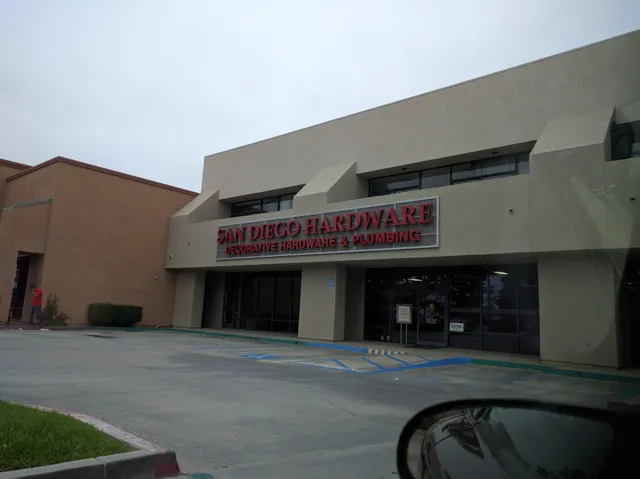 SAN DIEGO HARDWARE
DECORATIVE HARDWARE & PLUMBING